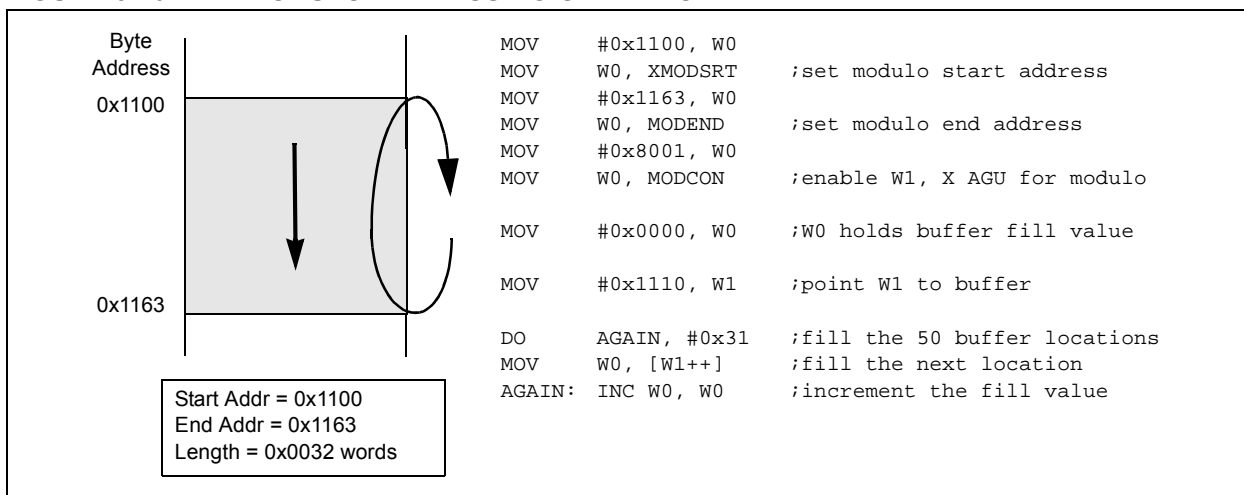 Byte
Address
0x1100
0x1163
Start Addr = 0x1100
End Addr = 0x1163
Length = 0x0032 words
MOV #0x1100, W0
MOV W0, XMODSRT ;set modulo start address
MOV #0x1163, W0
MOV W0, MODEND ;set modulo end address
MOV #0x8001, W0
MOV W0, MODCON ;enable W1, X AGU for modulo
MOV #0x0000, W0 ;W0 holds buffer fill value
MOV #0x1110, W1 ;point W1 to buffer
DO AGAIN, #0x31 ;fill the 50 buffer locations
MOV W0, [W1++] ;fill the next location
AGAIN: INC W0, W0 ;increment the fill value